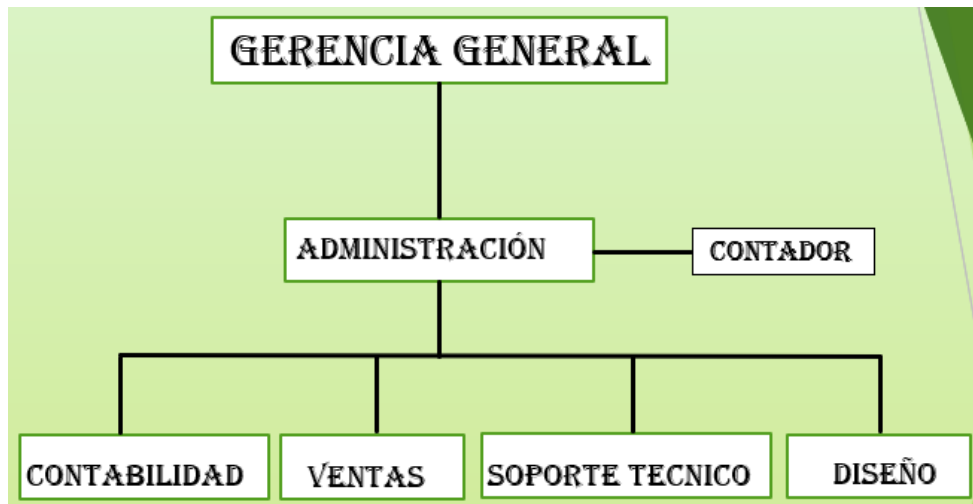 GERENCIA GENERAL
ADMINISTRACIÓN
CONTADOR
CONTABILIDAD
VENTAS
SOPORTE TECNICO
DISEÑO